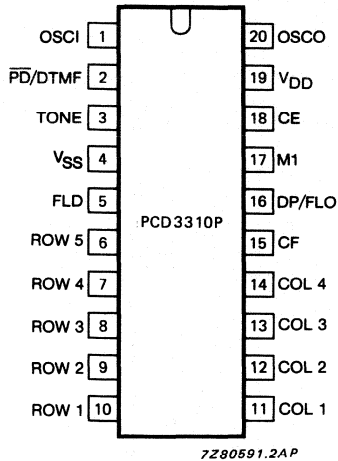 OSCI 1 20 OSCO
PD/DTMF 2 19 VDD
TONE 3 18 CE
VSS 4 17 M1
FLD 5 16 DP/FLO
PCD3310P
ROW 5 6 15 CF
ROW 4 7 14 COL 4
ROW 3 8 13 COL 3
ROW 2 9 12 COL 2
ROW 1 10 11 COL 1
7Z80591.2AP